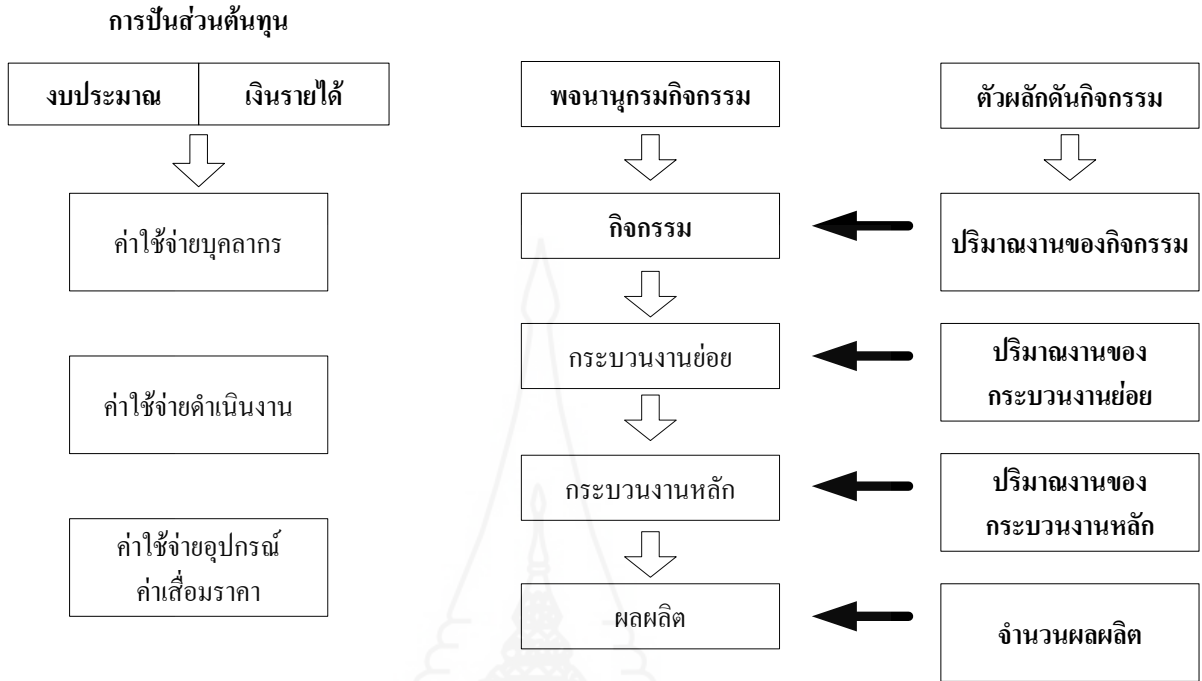 การปันส่วนต้นทุน
งบประมาณ
เงินรายได้
ค่าใช้จ่ายบุคลากร
ค่าใช้จ่ายดำเนินงาน
ค่าใช้จ่ายอุปกรณ์
ค่าเสื่อมราคา
พจนานุกรมกิจกรรม
กิจกรรม
กระบวนงานย่อย
กระบวนงานหลัก
ผลผลิต
ตัวผลักดันกิจกรรม
ปริมาณงานของกิจกรรม
ปริมาณงานของ
กระบวนงานย่อย
ปริมาณงานของ
กระบวนงานหลัก
จำนวนผลผลิต